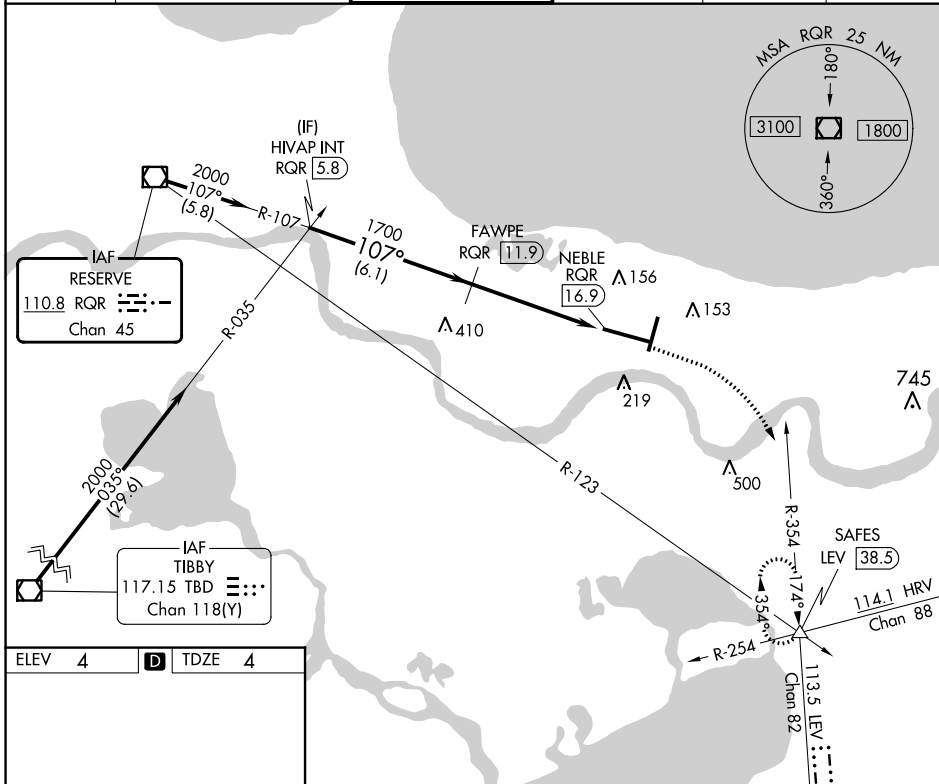 MSA RQR 25 NM
180°
3100
1800
360°
(IF)
HIVAP INT
RQR 5.8
2000
107°
(5.8)
R-107
1700
107°
(6.1)
FAWPE
RQR 11.9
NEBLE
RQR
16.9
156
153
410
219
745
500
IAF
RESERVE
110.8 RQR
Chan 45
R-035
R-123
2000
035°
(29.6)
IAF
TIBBY
117.15 TBD
Chan 118(Y)
R-354
SAFES
LEV 38.5
174°
354°
114.1 HRV
Chan 88
R-254
113.5 LEV
Chan 82
ELEV 4
D
TDZE 4